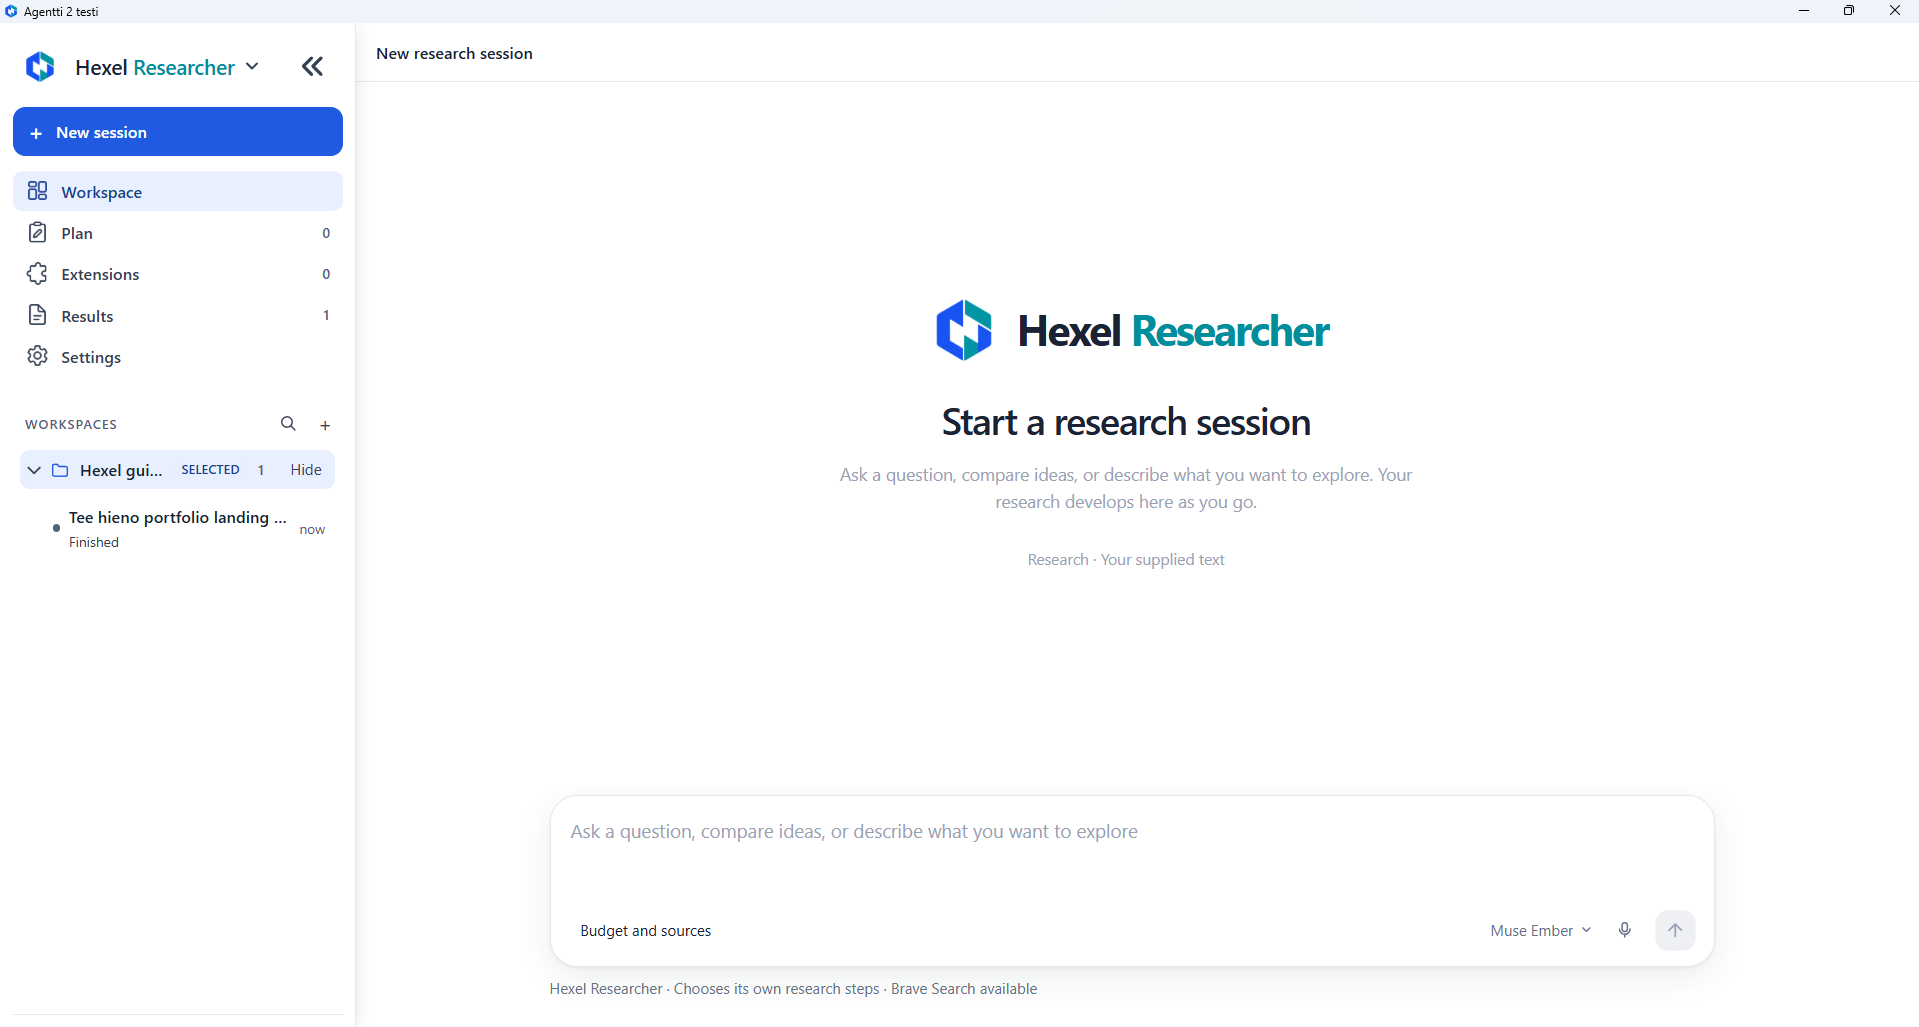 Agentti 2 testi
Hexel Researcher
New research session
+ New session
Workspace
Plan 0
Extensions 0
Results 1
Settings
WORKSPACES +
Hexel gui... SELECTED 1 Hide
Tee hieno portfolio landing ... now
Finished
Hexel Researcher
Start a research session
Ask a question, compare ideas, or describe what you want to explore. Your
research develops here as you go.
Research · Your supplied text
Ask a question, compare ideas, or describe what you want to explore
Budget and sources Muse Ember
Hexel Researcher · Chooses its own research steps · Brave Search available